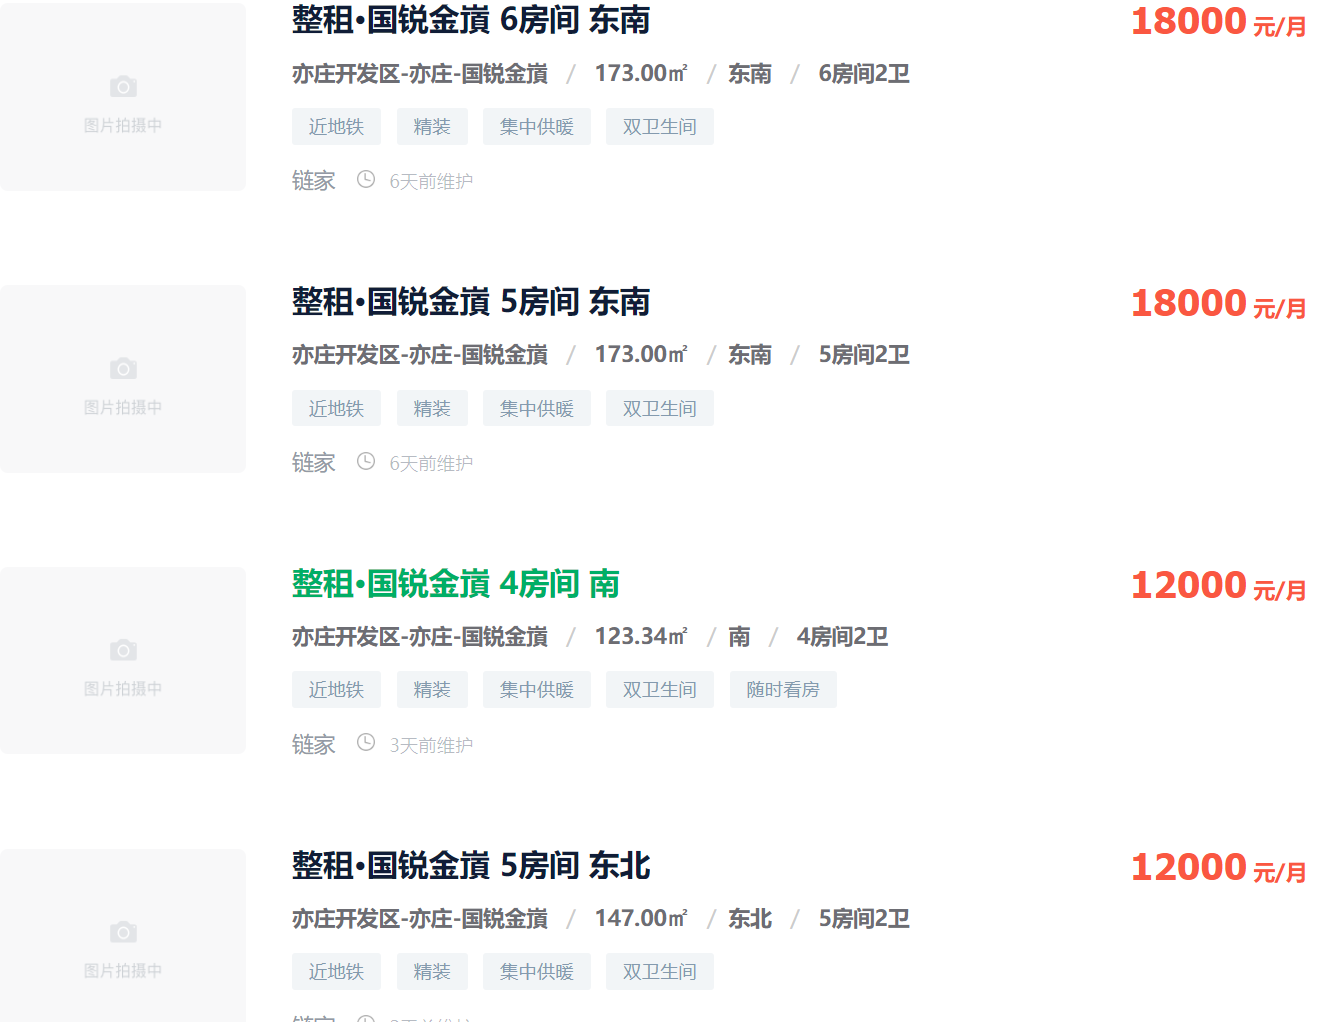 整租·国锐金嵿 6房间 东南
18000 元/月
亦庄开发区-亦庄-国锐金嵿 / 173.00㎡ / 东南 / 6房间2卫
图片拍摄中
近地铁 精装 集中供暖 双卫生间
链家 6天前维护
整租·国锐金嵿 5房间 东南
18000 元/月
亦庄开发区-亦庄-国锐金嵿 / 173.00㎡ / 东南 / 5房间2卫
图片拍摄中
近地铁 精装 集中供暖 双卫生间
链家 6天前维护
整租·国锐金嵿 4房间 南
12000 元/月
亦庄开发区-亦庄-国锐金嵿 / 123.34㎡ / 南 / 4房间2卫
图片拍摄中
近地铁 精装 集中供暖 双卫生间 随时看房
链家 3天前维护
整租·国锐金嵿 5房间 东北
12000 元/月
亦庄开发区-亦庄-国锐金嵿 / 147.00㎡ / 东北 / 5房间2卫
图片拍摄中
近地铁 精装 集中供暖 双卫生间
链家